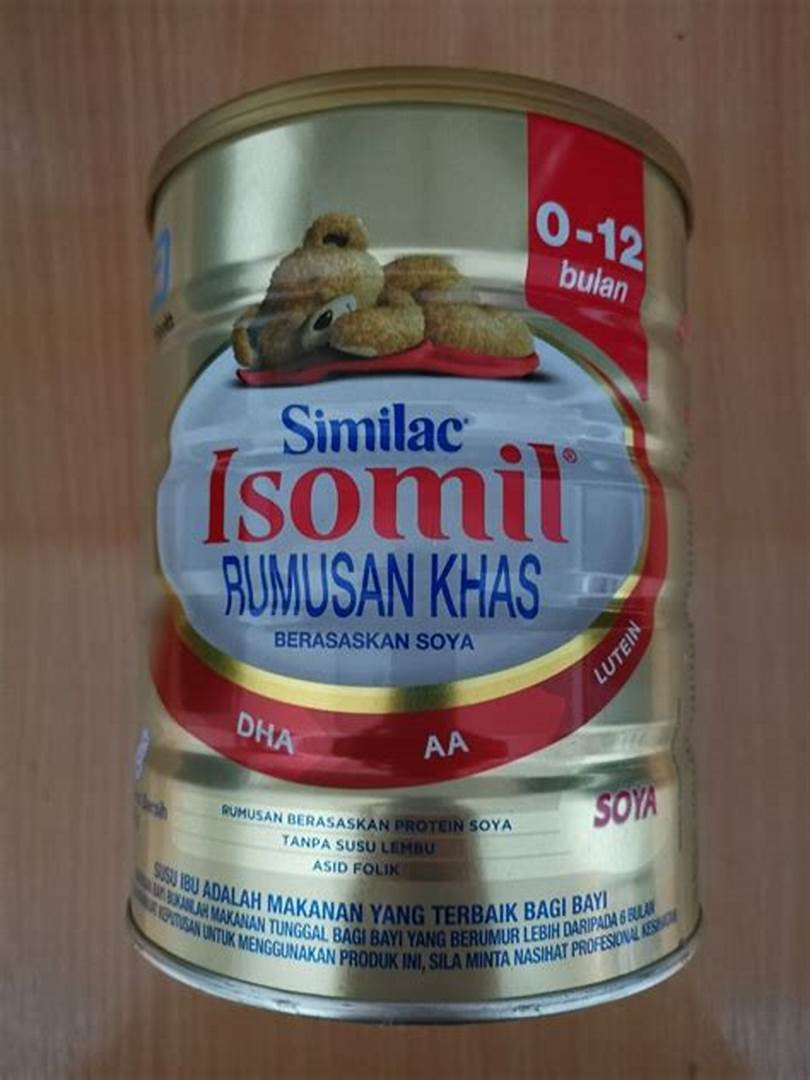 0-12
bulan
Similac
Isomil®
RUMUSAN KHAS
BERASASKAN SOYA
DHA AA LUTEIN
SOYA
RUMUSAN BERASASKAN PROTEIN SOYA
TANPA SUSU LEMBU
ASID FOLIK
SUSU IBU ADALAH MAKANAN YANG TERBAIK BAGI BAYI
BAYI BUKANLAH MAKANAN TUNGGAL BAGI BAYI YANG BERUMUR LEBIH DARIPADA 6 BULAN
KEPUTUSAN UNTUK MENGGUNAKAN PRODUK INI, SILA MINTA NASIHAT PROFESIONAL KESIHATAN